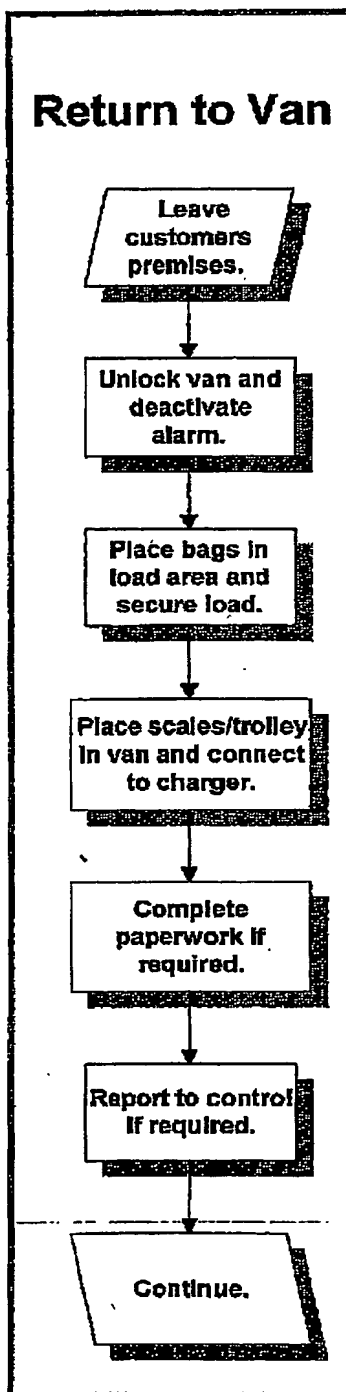 Return to Van
Leave
customers
premises.
Unlock van and
deactivate
alarm.
Place bags in
load area and
secure load.
Place scales/trolley
in van and connect
to charger.
Complete
paperwork if
required.
Report to control
if required.
Continue.